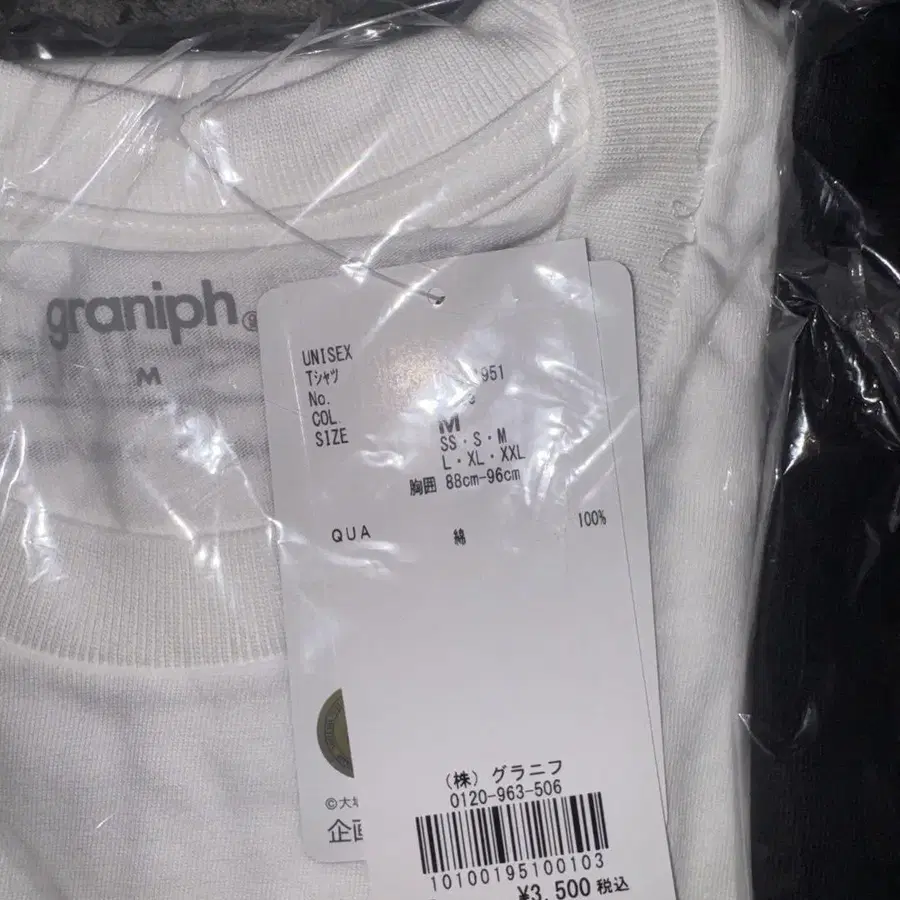 graniph®
M
UNISEX
Tシャツ
No. 951
COL.
SIZE M
SS・S・M
L・XL・XXL
胸囲 88cm-96cm
QUA 綿 100%
(株) グラニフ
0120-963-506
10100195100103
¥3,500 税込
©大
企画